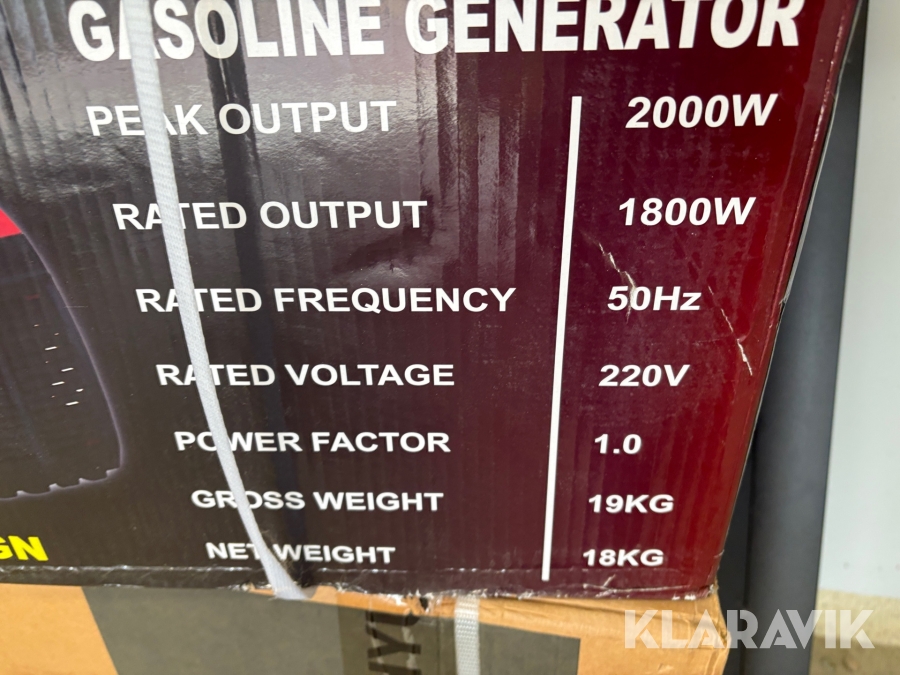 GASOLINE GENERATOR
PEAK OUTPUT 2000W
RATED OUTPUT 1800W
RATED FREQUENCY 50Hz
RATED VOLTAGE 220V
POWER FACTOR 1.0
GROSS WEIGHT 19KG
GN
NET WEIGHT 18KG
KLARAVIK